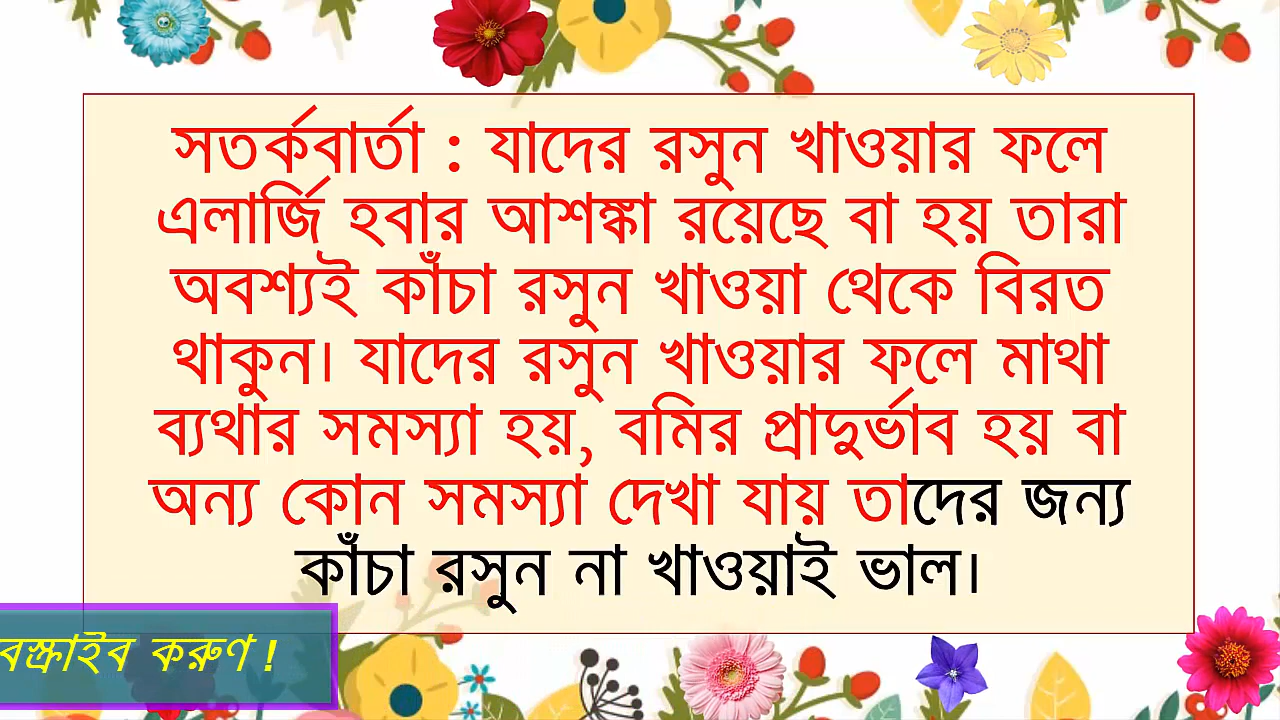 সতর্কবার্তা : যাদের রসুন খাওয়ার ফলে
এলার্জি হবার আশঙ্কা রয়েছে বা হয় তারা
অবশ্যই কাঁচা রসুন খাওয়া থেকে বিরত
থাকুন। যাদের রসুন খাওয়ার ফলে মাথা
ব্যথার সমস্যা হয়, বমির প্রাদুর্ভাব হয় বা
অন্য কোন সমস্যা দেখা যায় তাদের জন্য
কাঁচা রসুন না খাওয়াই ভাল।
বস্ক্রাইব করুণ !